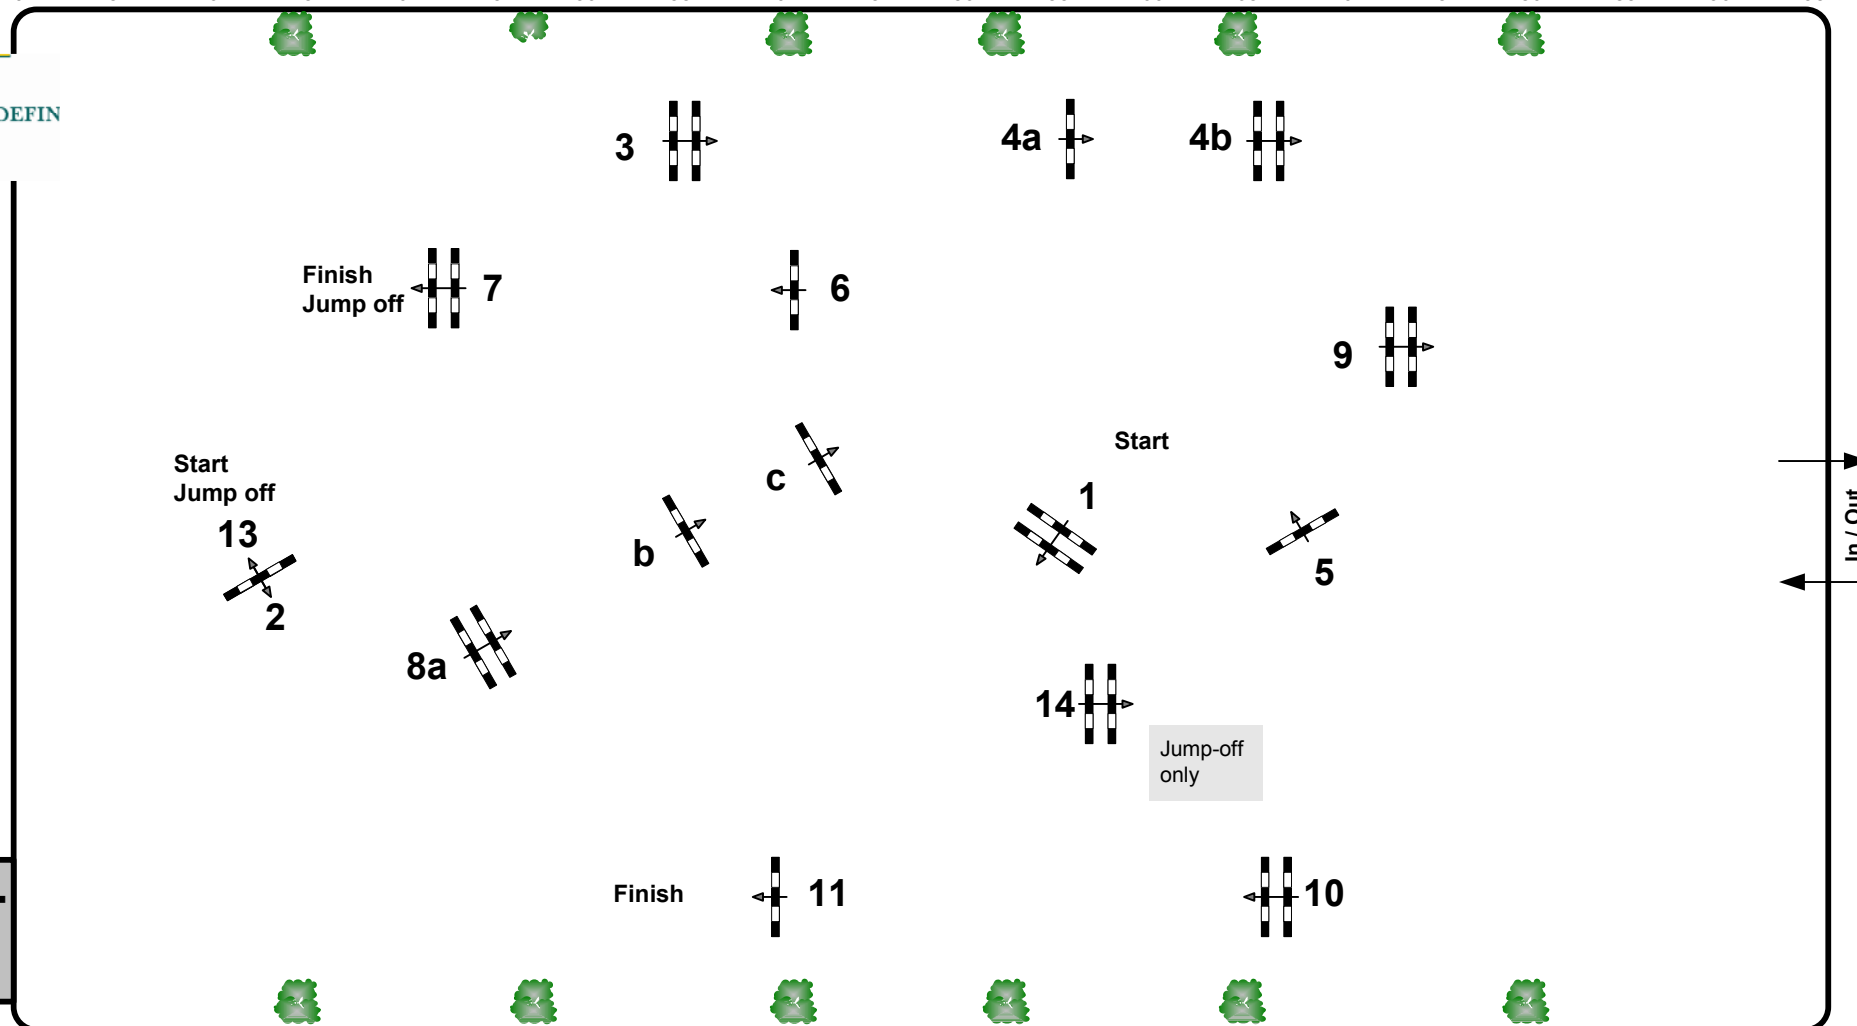 DEFIN
3
4a
4b
Finish
Jump off
7
6
9
Start
Start
Jump off
c
1
13
b
5
2
8a
14
Jump-off
only
Finish
11
10
In / Out